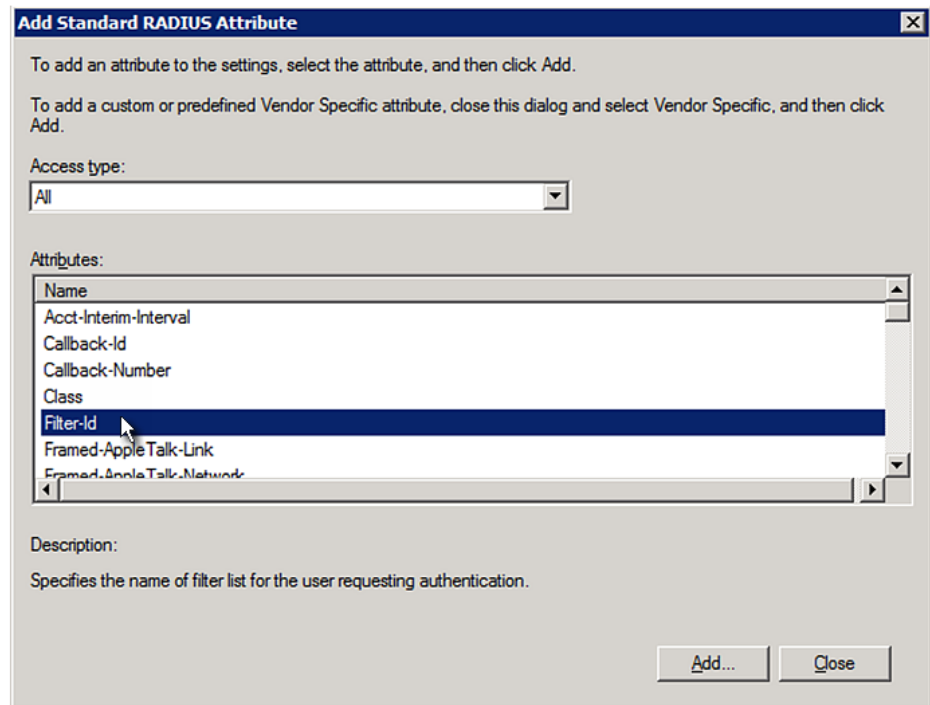 Add Standard RADIUS Attribute
To add an attribute to the settings, select the attribute, and then click Add.
To add a custom or predefined Vendor Specific attribute, close this dialog and select Vendor Specific, and then click
Add.
Access type:
All
Attributes:
Name
Acct-Interim-Interval
Callback-Id
Callback-Number
Class
Filter-Id
Framed-AppleTalk-Link
Framed-AppleTalk-Network
Description:
Specifies the name of filter list for the user requesting authentication.
Add...
Close